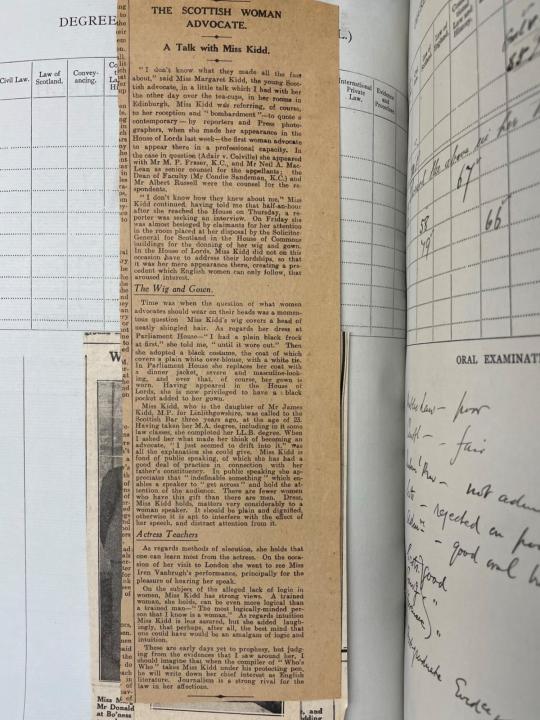 DEGREE
L.)
Civil Law.
Law of Scotland.
Convey-ancing.
International Private Law.
Evidence and Procedure
THE SCOTTISH WOMAN
ADVOCATE.
A Talk with Miss Kidd.
"I don't know what they made all the fuss
about," said Miss Margaret Kidd, the young Scot-
tish advocate, in a little talk which I had with her
the other day over the tea-cups, in her rooms in
Edinburgh. Miss Kidd was referring, of course,
to her reception and "bombardment"—to quote a
contemporary—by reporters and Press photo-
graphers, when she made her appearance in the
House of Lords last week—the first woman advocate
to appear there in a professional capacity. In
the case in question (Adair v. Colville) she appeared
with Mr M. P. Fraser, K.C., and Mr Neil A. Mac-
Lean as senior counsel for the appellants; the
Dean of Faculty (Mr Condie Sandeman, K.C.) and
Mr Albert Russell were the counsel for the re-
spondents.
"I don't know how they knew about me," Miss
Kidd continued, having told me that half-an-hour
after she reached the House on Thursday, a re-
porter was seeking an interview. On Friday she
was almost besieged by claimants for her attention
in the room placed at her disposal by the Solicitor-
General for Scotland in the House of Commons
buildings for the donning of her wig and gown.
In the House of Lords, Miss Kidd did not on this
occasion have to address their lordships, so that
it was her mere appearance there, creating a pre-
cedent which English women can only follow, that
aroused interest.
The Wig and Gown.
Time was when the question of what women
advocates should wear on their heads was a momen-
tous question Miss Kidd's wig covers a head of
neatly shingled hair. As regards her dress at
Parliament House—"I had a plain black frock
at first," she told me, "until it wore out." Then
she adopted a black costume, the coat of which
covers a plain white over-blouse, with a white tie.
In Parliament House she replaces her coat with
a dinner jacket, severe and masculine-look-
ing, and over that, of course, her gown is
worn. Having appeared in the House of
Lords, she is now privileged to have a black
pocket added to her gown.
Miss Kidd, who is the daughter of Mr James
Kidd, M.P. for Linlithgowshire, was called to the
Scottish Bar three years ago, at the age of 23.
Having taken her M.A. degree, including in it some
law classes, she completed her LL.B. degree. When
I asked what made her think of becoming an
advocate, "I just seemed to drift into it," was
all the explanation she could give. Miss Kidd is
fond of public speaking, of which she has had a
good deal of practice in connection with her
father's constituency. In public speaking she ap-
preciates that "indefinable something" which en-
ables a speaker to "get across" and hold the at-
tention of the audience. There are fewer women
who have this gift than there are men. Dress,
Miss Kidd holds, matters very considerably to a
woman speaker. It should be plain and dignified,
otherwise it is apt to interfere with the effect of
her speech, and distract attention from it.
Actress Teachers
As regards methods of elocution, she holds that
one can learn most from the actress. On the
occasion of her visit to London she went to see Miss
Iren Vanbrugh's performance, principally for the
pleasure of hearing her speak.
On the subject of the alleged lack of logic in
women, Miss Kidd has strong views. A trained
woman, she holds, can be even more logical than
a trained man—"The most logically-minded per-
son that I know is a woman." As regards intuition
Miss Kidd is less assured, but she added laugh-
ingly, that perhaps, after all, the best mind that
one could have would be an amalgam of logic and
intuition.
These are early days yet to prophesy, but judg-
ing from the evidences that I saw around her, I
should imagine that when the compiler of "Who's
Who" takes Miss Kidd under his protecting pen,
he will write down her chief interest as English
literature. Journalism is a strong rival for the
law in her affections.
W
Miss M
Mr Donald
at Bo'ness
and
67
66
58
79
ORAL EXAMINATI
poor
- fair
- not
- rejected
- good oral
good